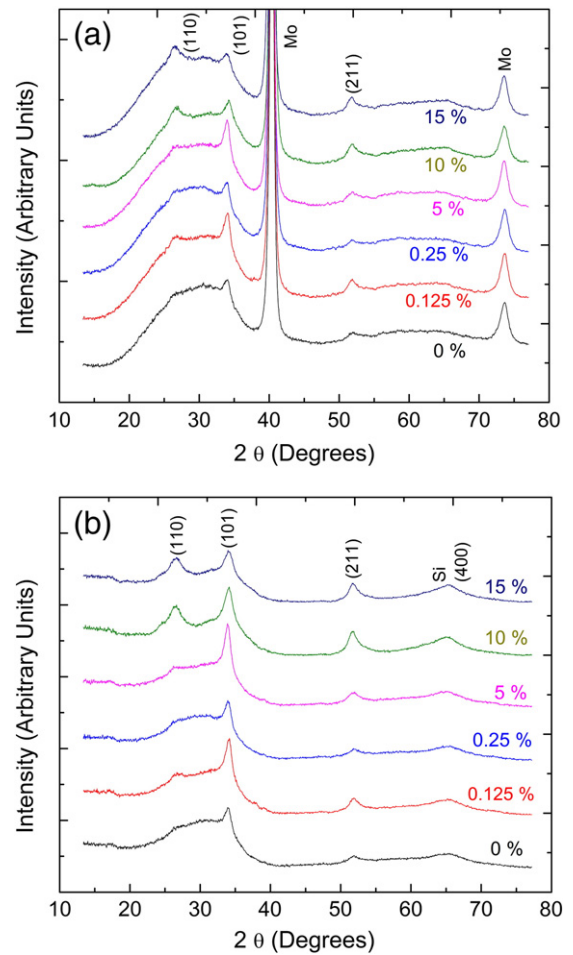 (a)
(110)
(101)
Mo
(211)
Mo
15 %
10 %
5 %
0.25 %
0.125 %
0 %
Intensity (Arbitrary Units)
10 20 30 40 50 60 70 80
2 θ (Degrees)
(b)
(110)
(101)
(211)
Si (400)
15 %
10 %
5 %
0.25 %
0.125 %
0 %
Intensity (Arbitrary Units)
10 20 30 40 50 60 70 80
2 θ (Degrees)